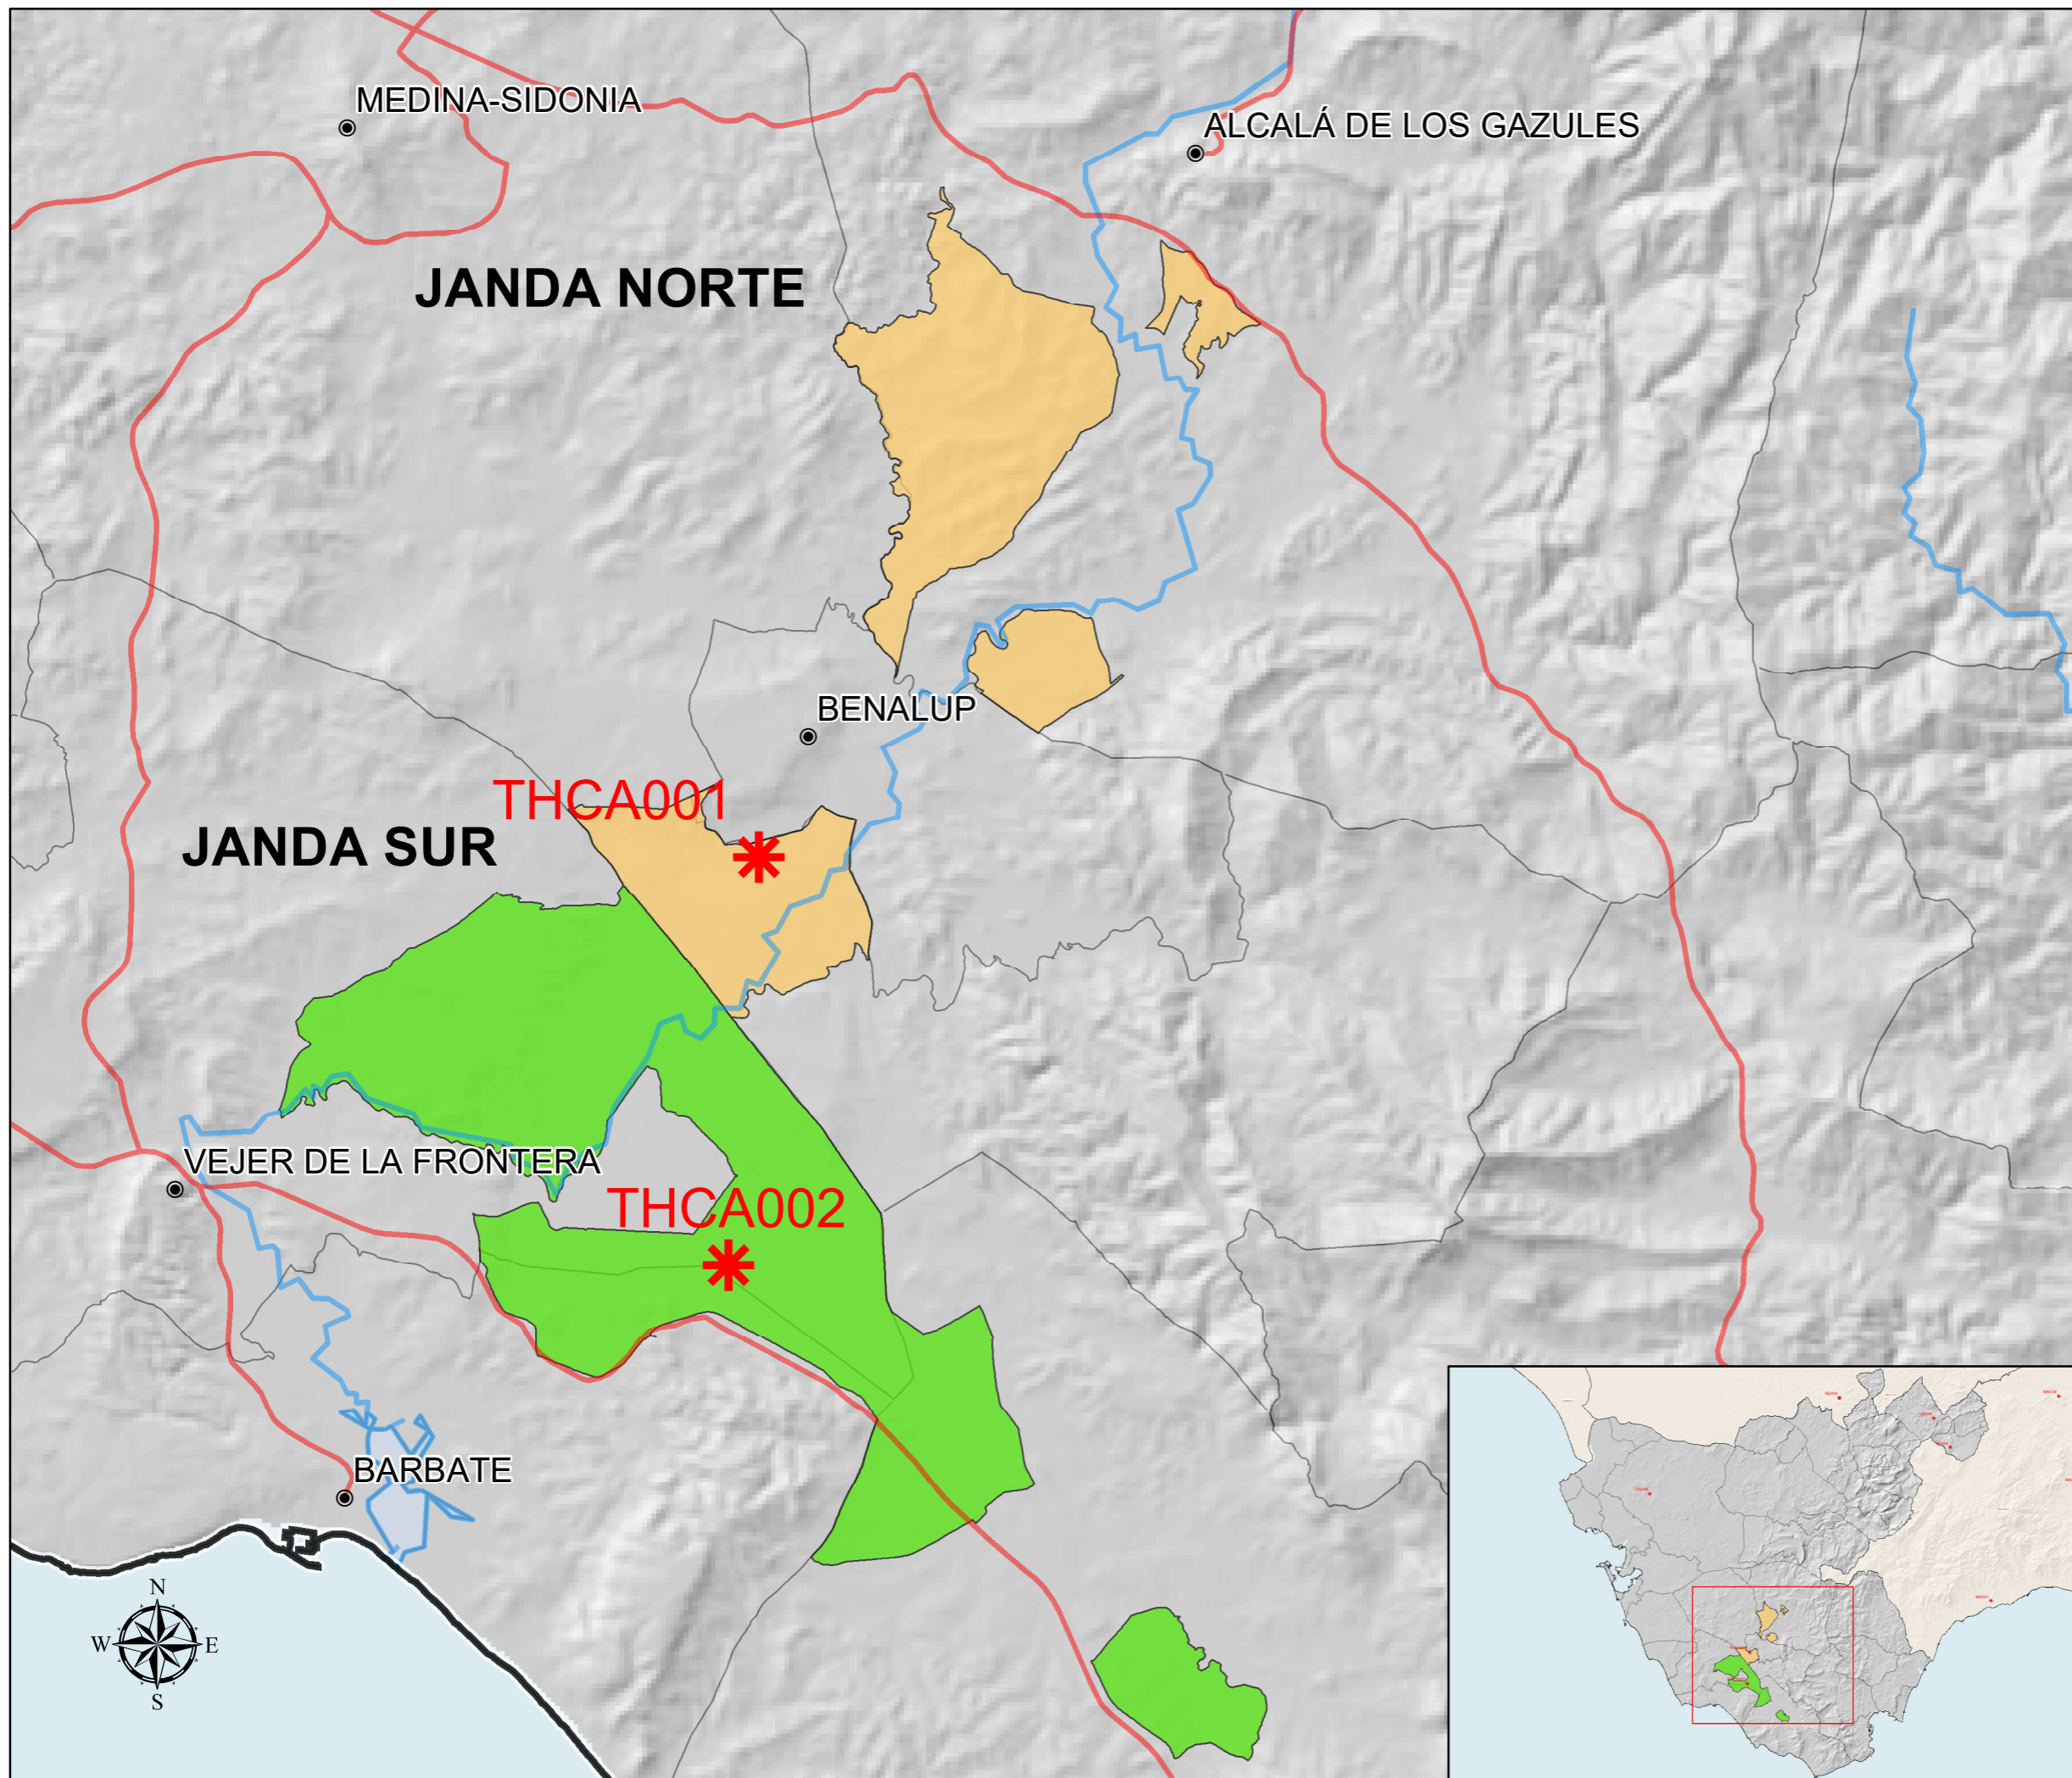 MEDINA-SIDONIA
ALCALÁ DE LOS GAZULES
JANDA NORTE
BENALUP
THCA001
JANDA SUR
VEJER DE LA FRONTERA
THCA002
BARBATE
N
W E
S